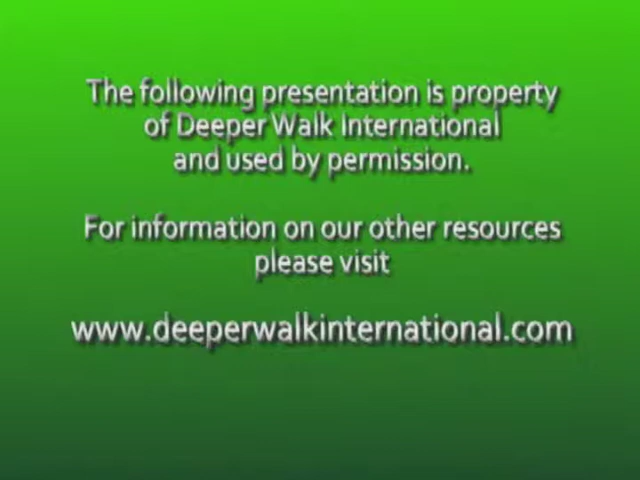 The following presentation is property
of Deeper Walk International
and used by permission.
For information on our other resources
please visit
www.deeperwalkinternational.com